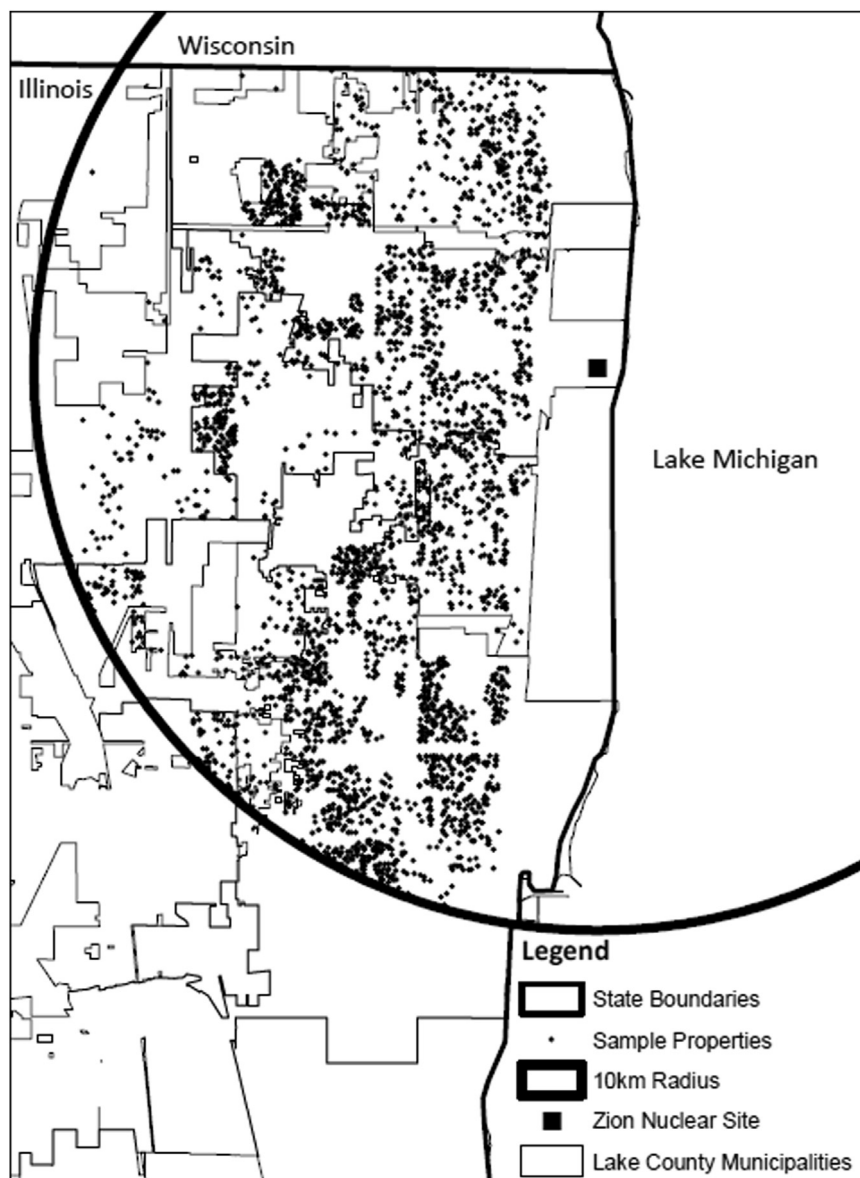 Wisconsin
Illinois
Lake Michigan
Legend
State Boundaries
Sample Properties
10km Radius
Zion Nuclear Site
Lake County Municipalities